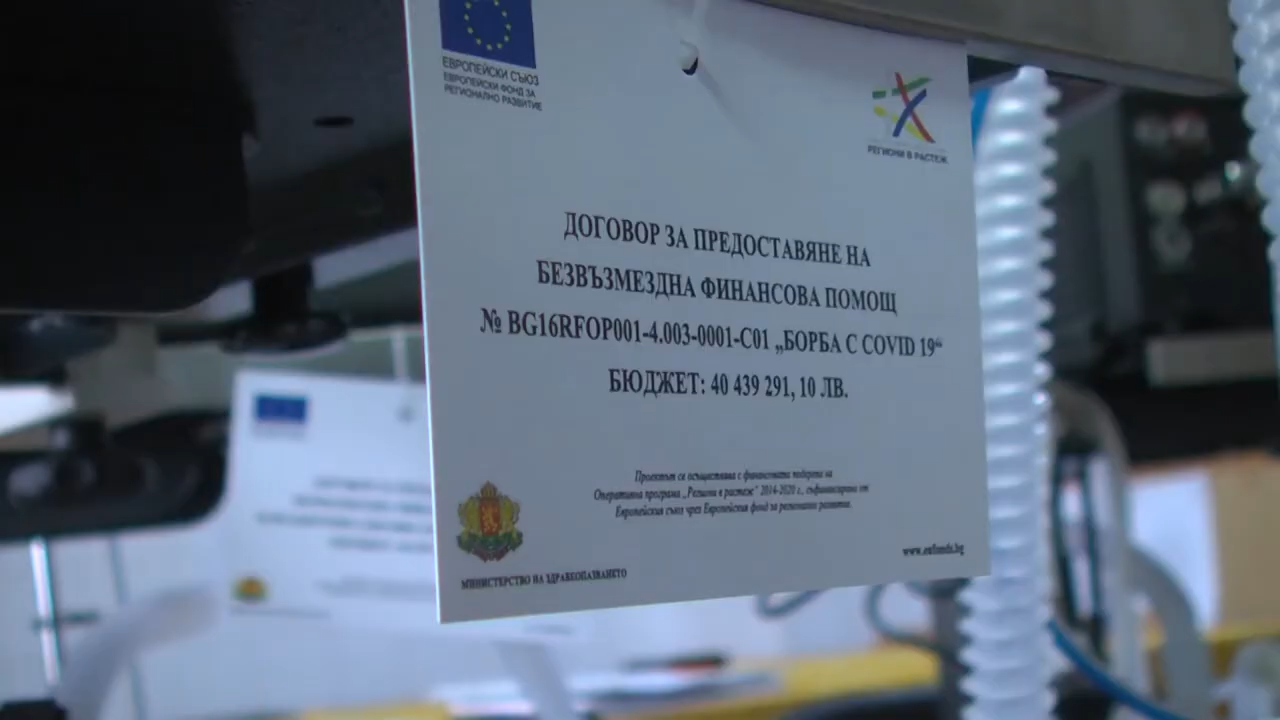 ЕВРОПЕЙСКИ СЪЮЗ
ЕВРОПЕЙСКИ ФОНД ЗА
РЕГИОНАЛНО РАЗВИТИЕ
РЕГИОНИ В РАСТЕЖ
ДОГОВОР ЗА ПРЕДОСТАВЯНЕ НА
БЕЗВЪЗМЕЗДНА ФИНАНСОВА ПОМОЩ
№ BG16RFOP001-4.003-0001-C01 „БОРБА С COVID 19“
БЮДЖЕТ: 40 439 291, 10 ЛВ.
Проектът се осъществява с финансовата подкрепа на
Оперативна програма „Региони в растеж“ 2014-2020 г., съфинансирана от
Европейския съюз чрез Европейския фонд за регионално развитие.
www.eufunds.bg
МИНИСТЕРСТВО НА ЗДРАВЕОПАЗВАНЕТО